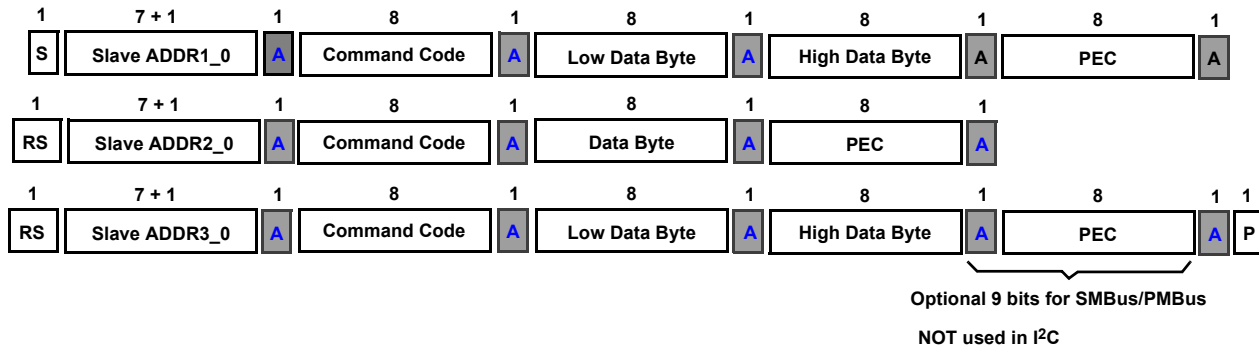 1 7 + 1 1 8 1 8 1 8 1 8 1
S Slave ADDR1_0 A Command Code A Low Data Byte A High Data Byte A PEC A
1 7 + 1 1 8 1 8 1 8 1
RS Slave ADDR2_0 A Command Code A Data Byte A PEC A
1 7 + 1 1 8 1 8 1 8 1 8 1 1
RS Slave ADDR3_0 A Command Code A Low Data Byte A High Data Byte A PEC A P
Optional 9 bits for SMBus/PMBus
NOT used in I²C